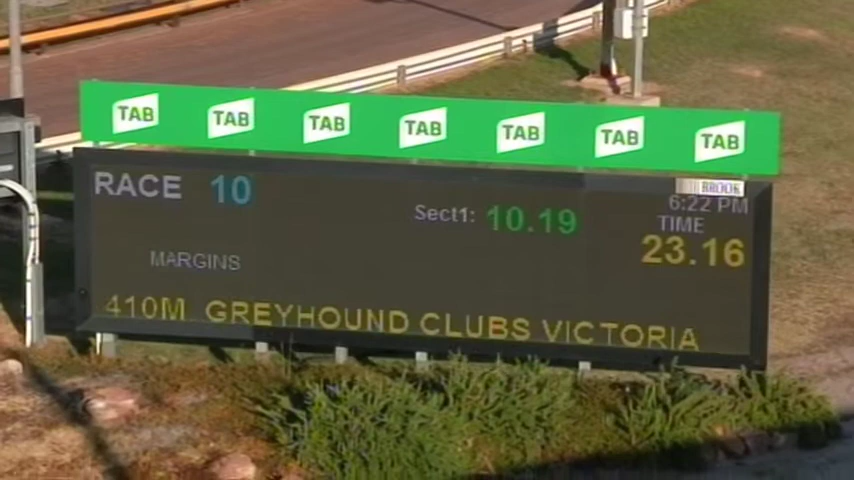 TAB TAB TAB TAB TAB TAB TAB
BROOK
RACE 10
6:22 PM
Sect1: 10.19
TIME
23.16
MARGINS
410M GREYHOUND CLUBS VICTORIA